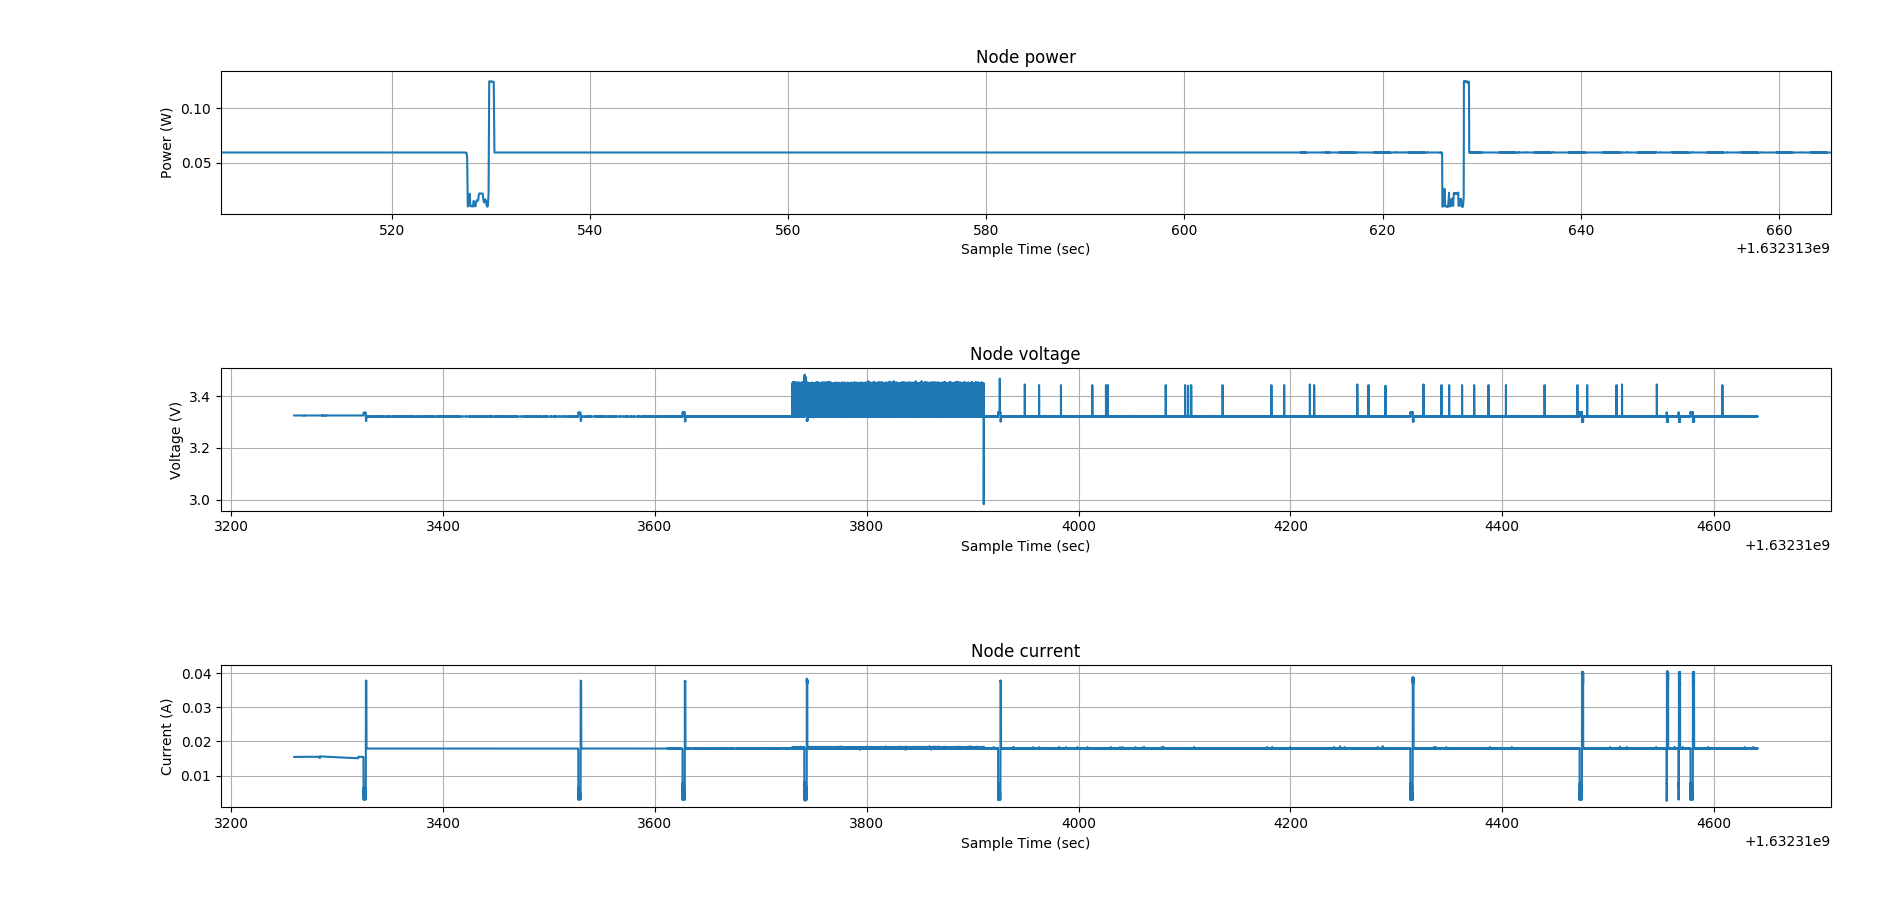 Node power
Power (W)
0.10
0.05
520 540 560 580 600 620 640 660
Sample Time (sec)
+1.632313e9
Node voltage
Voltage (V)
3.4
3.2
3.0
3200 3400 3600 3800 4000 4200 4400 4600
Sample Time (sec)
+1.63231e9
Node current
Current (A)
0.04
0.03
0.02
0.01
3200 3400 3600 3800 4000 4200 4400 4600
Sample Time (sec)
+1.63231e9